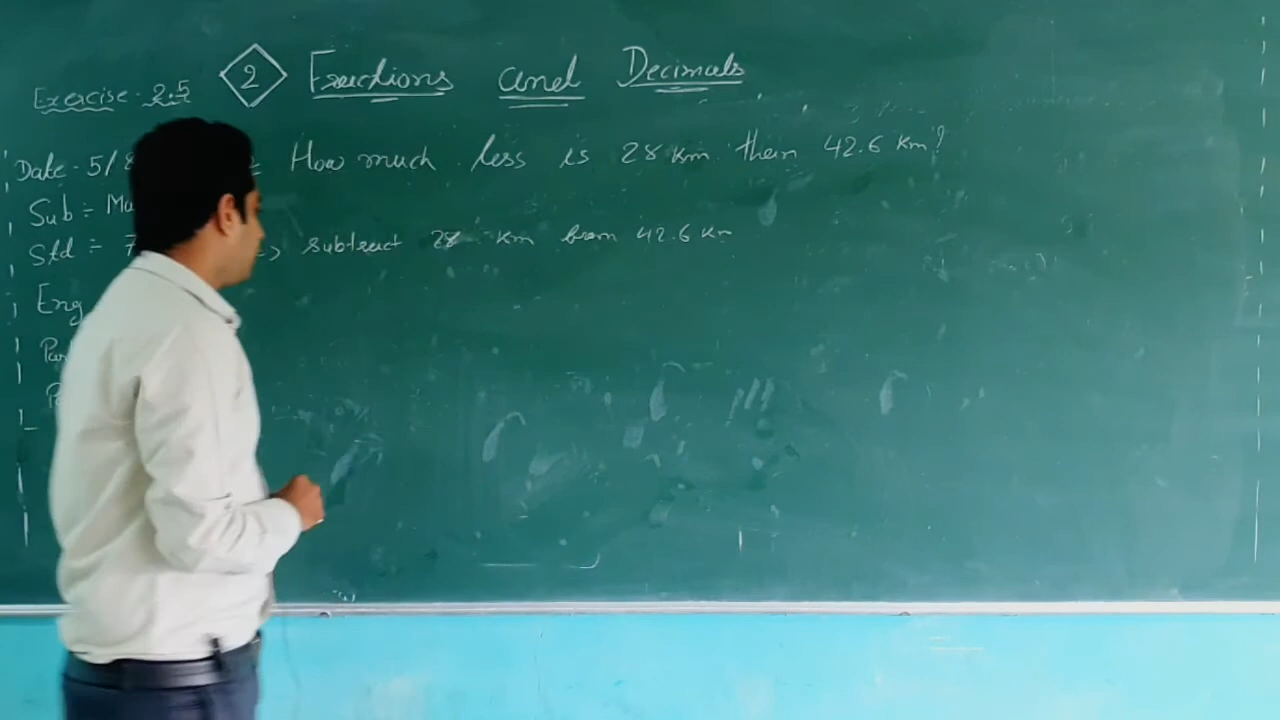 Exercise. 2.5
2 Fractions and Decimals
Date - 5/8
= How much less is 28 km than 42.6 km?
Sub =
Std = 7
=> subtract 28 km from 42.6 km
Eng